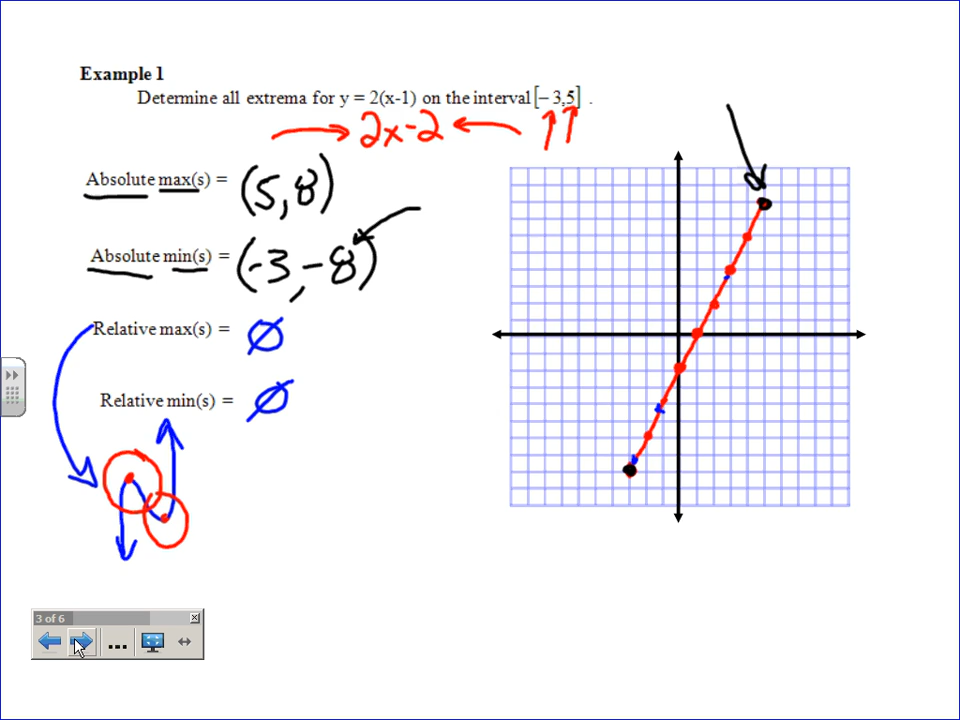 Example 1
Determine all extrema for y = 2(x-1) on the interval [-3,5] .
2x-2
Absolute max(s) = (5,8)
Absolute min(s) = (-3,-8)
Relative max(s) = ∅
Relative min(s) = ∅
3 of 6
...